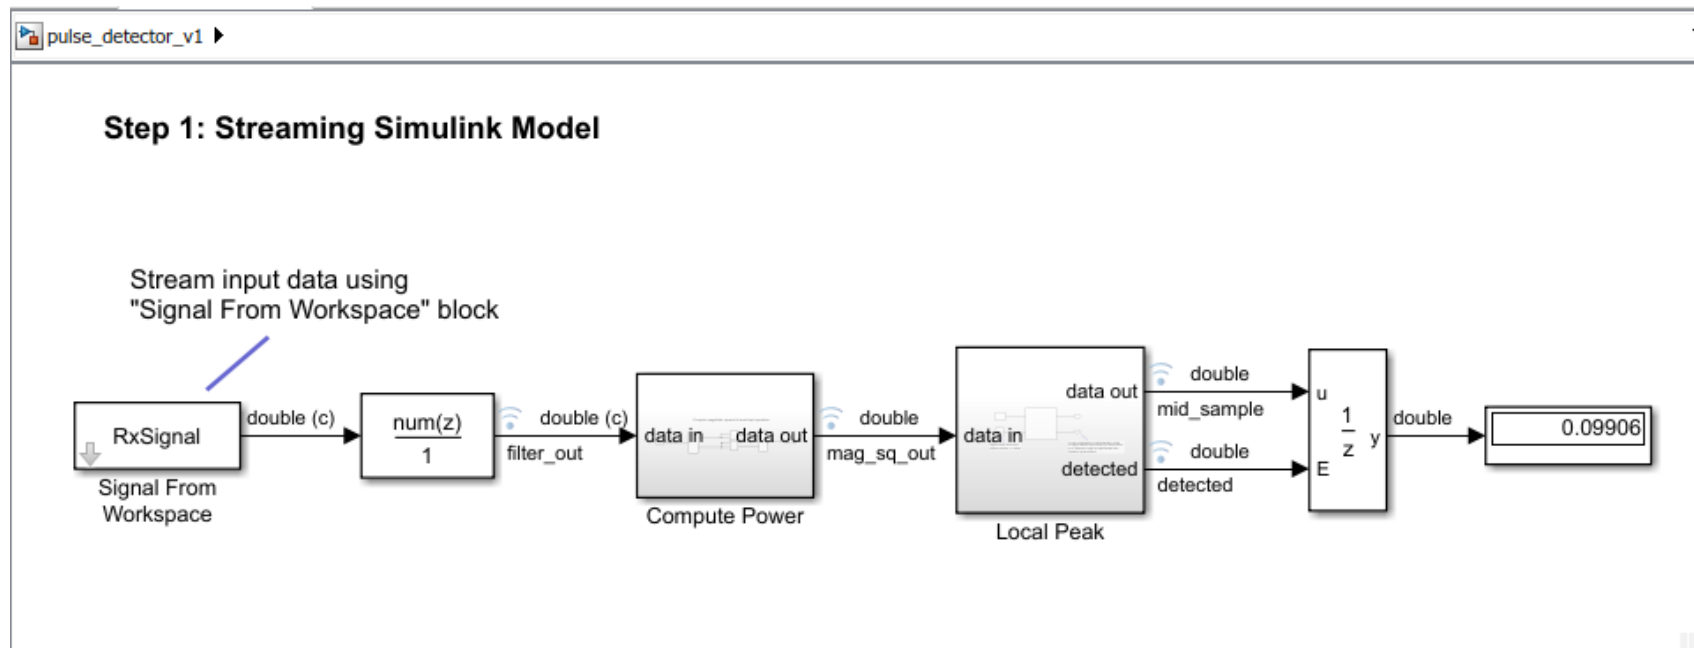 pulse_detector_v1
Step 1: Streaming Simulink Model
Stream input data using
"Signal From Workspace" block
RxSignal
Signal From
Workspace
double (c)
num(z)
1
double (c)
filter_out
data in
data out
Compute Power
double
mag_sq_out
data in
data out
detected
Local Peak
double
mid_sample
double
detected
u
E
1
z
y
double
0.09906